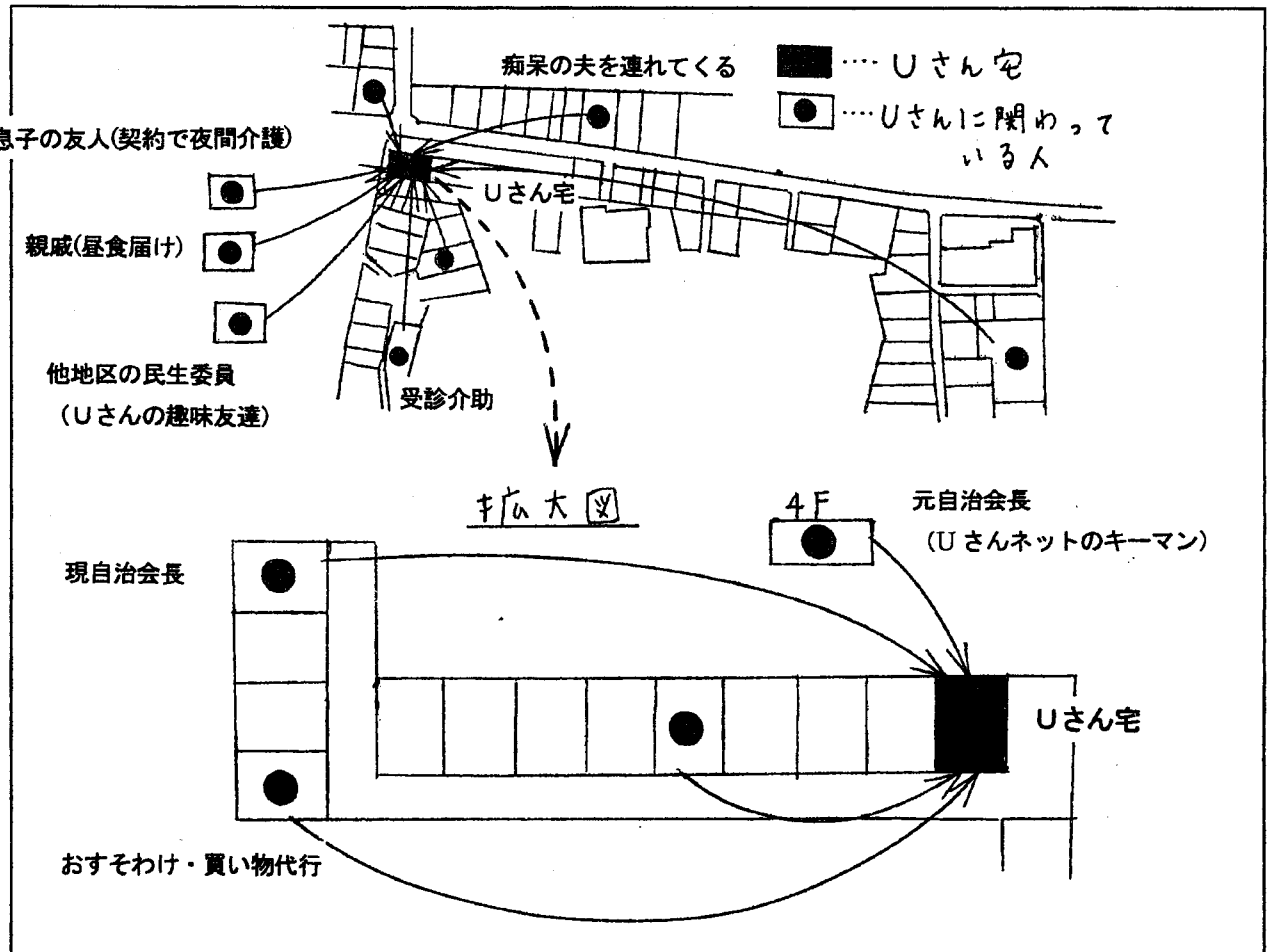 痴呆の夫を連れてくる
‥‥Uさん宅
‥‥Uさんに関わって
いる人
息子の友人(契約で夜間介護)
Uさん宅
親戚(昼食届け)
他地区の民生委員
(Uさんの趣味友達)
受診介助
拡大図
4F
元自治会長
(Uさんネットのキーマン)
現自治会長
Uさん宅
おすそわけ・買い物代行